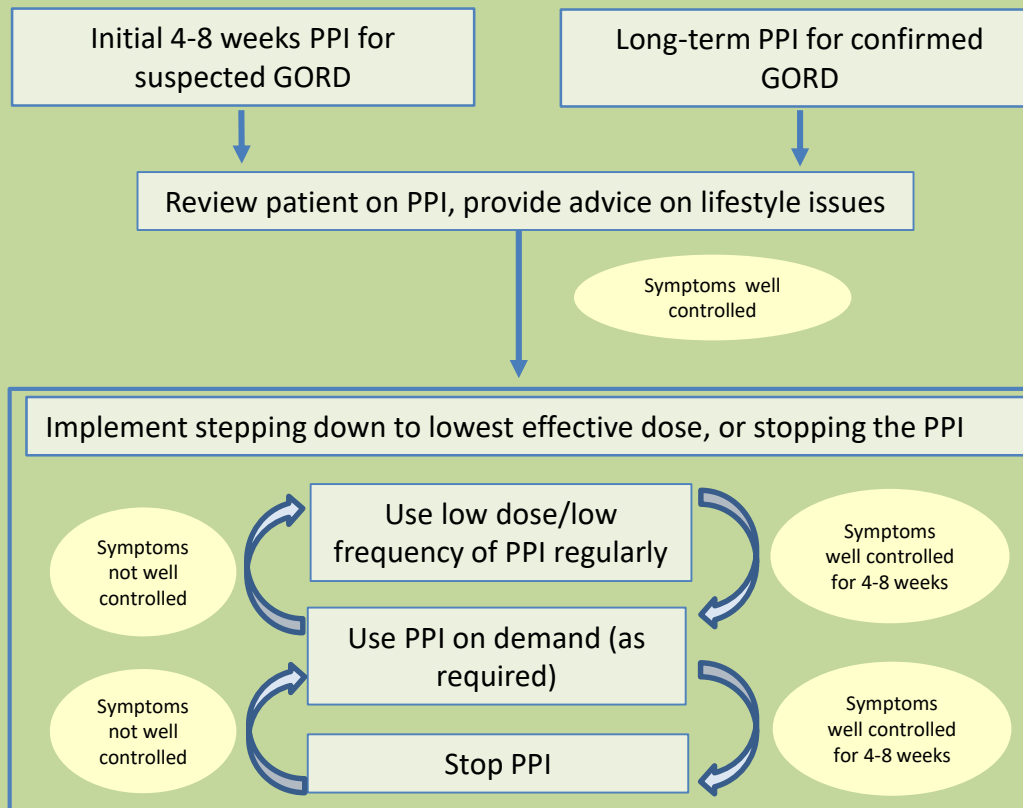 Initial 4-8 weeks PPI for
suspected GORD
Long-term PPI for confirmed
GORD
Review patient on PPI, provide advice on lifestyle issues
Symptoms well
controlled
Implement stepping down to lowest effective dose, or stopping the PPI
Use low dose/low
frequency of PPI regularly
Symptoms
not well
controlled
Symptoms
well controlled
for 4-8 weeks
Use PPI on demand (as
required)
Symptoms
not well
controlled
Symptoms
well controlled
for 4-8 weeks
Stop PPI